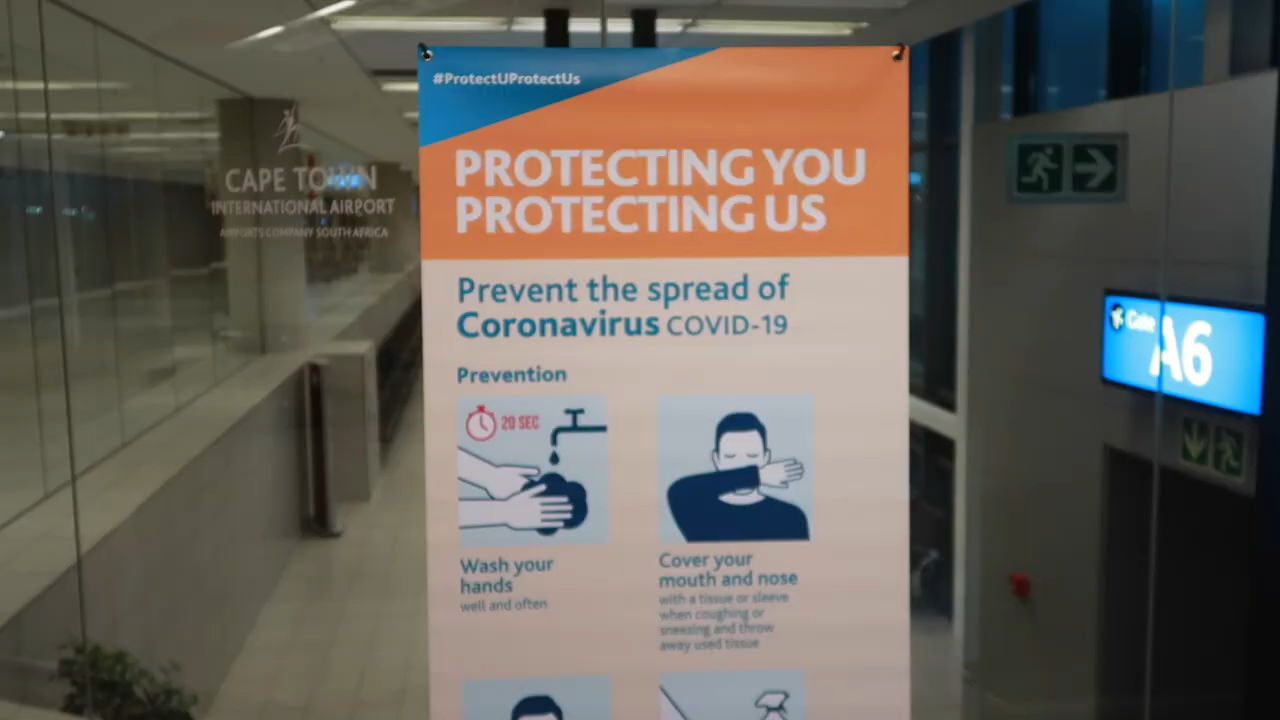 #ProtectUProtectUs
PROTECTING YOU
PROTECTING US
CAPE TOWN
INTERNATIONAL AIRPORT
AIRPORTS COMPANY SOUTH AFRICA
Prevent the spread of
Coronavirus COVID-19
Prevention
20 SEC
Wash your
hands
well and often
Cover your
mouth and nose
with a tissue or sleeve
when coughing or
sneezing and throw
away used tissue
Gate
A6